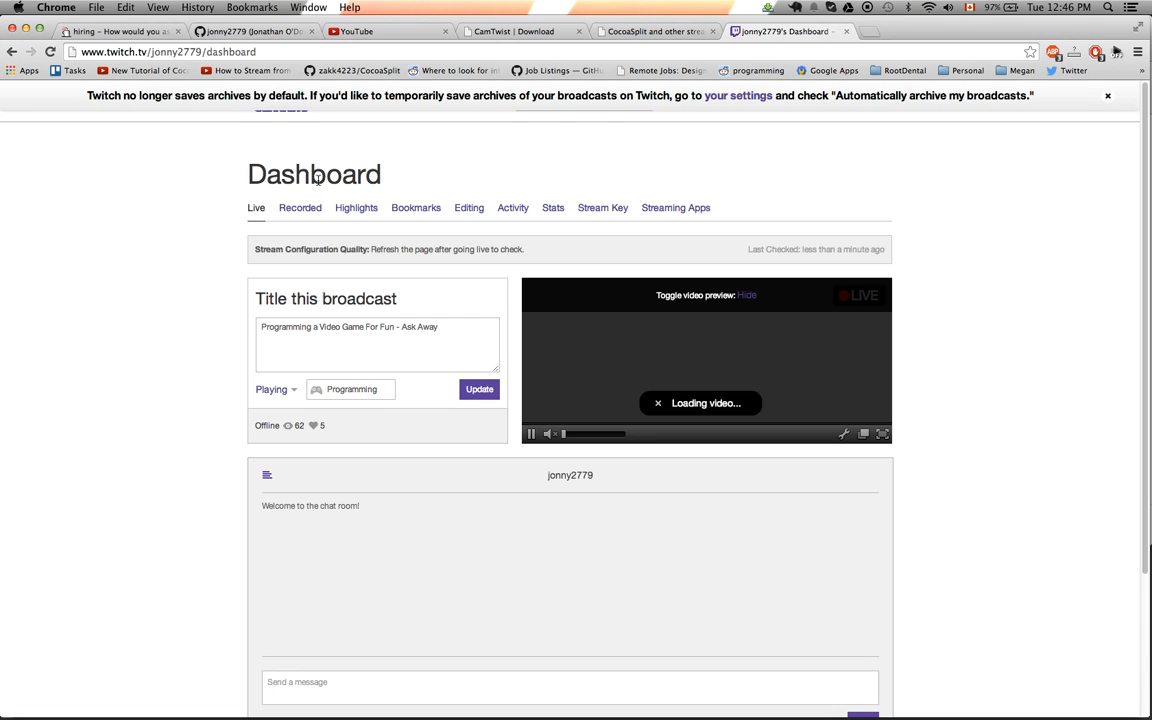 Chrome File Edit View History Bookmarks Window Help 97% Tue 12:46 PM
hiring - How would you as jonny2779 (Jonathan O'Do YouTube CamTwist | Download CocoaSplit and other strea jonny2779's Dashboard -
www.twitch.tv/jonny2779/dashboard
Apps Tasks New Tutorial of Coc How to Stream from zakk4223/CocoaSplit Where to look for in Job Listings — GitHu Remote Jobs: Desig programming Google Apps RootDental Personal Megan Twitter »
Twitch no longer saves archives by default. If you'd like to temporarily save archives of your broadcasts on Twitch, go to your settings and check "Automatically archive my broadcasts."
Dashboard
Live Recorded Highlights Bookmarks Editing Activity Stats Stream Key Streaming Apps
Stream Configuration Quality: Refresh the page after going live to check. Last Checked: less than a minute ago
Title this broadcast
Programming a Video Game For Fun - Ask Away
Playing Programming Update
Offline 62 5
Toggle video preview: Hide LIVE
Loading video...
jonny2779
Welcome to the chat room!
Send a message